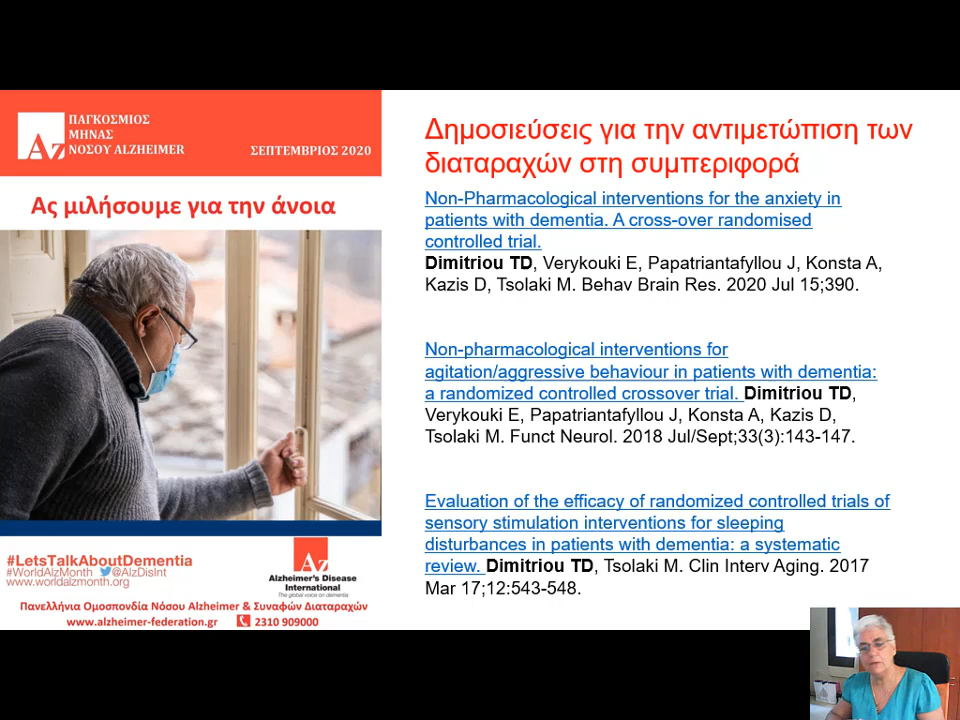 ΠΑΓΚΟΣΜΙΟΣ
ΜΗΝΑΣ
ΝΟΣΟΥ ALZHEIMER
ΣΕΠΤΕΜΒΡΙΟΣ 2020
Az
Ας μιλήσουμε για την άνοια
#LetsTalkAboutDementia
#WorldAlzMonth @AlzDisInt
www.worldalzmonth.org
Az
Alzheimer's Disease
International
The global voice on dementia
Πανελλήνια Ομοσπονδία Νόσου Alzheimer & Συναφών Διαταραχών
www.alzheimer-federation.gr 2310 909000
Δημοσιεύσεις για την αντιμετώπιση των
διαταραχών στη συμπεριφορά
Non-Pharmacological interventions for the anxiety in
patients with dementia. A cross-over randomised
controlled trial.
Dimitriou TD, Verykouki E, Papatriantafyllou J, Konsta A,
Kazis D, Tsolaki M. Behav Brain Res. 2020 Jul 15;390.
Non-pharmacological interventions for
agitation/aggressive behaviour in patients with dementia:
a randomized controlled crossover trial. Dimitriou TD,
Verykouki E, Papatriantafyllou J, Konsta A, Kazis D,
Tsolaki M. Funct Neurol. 2018 Jul/Sept;33(3):143-147.
Evaluation of the efficacy of randomized controlled trials of
sensory stimulation interventions for sleeping
disturbances in patients with dementia: a systematic
review. Dimitriou TD, Tsolaki M. Clin Interv Aging. 2017
Mar 17;12:543-548.